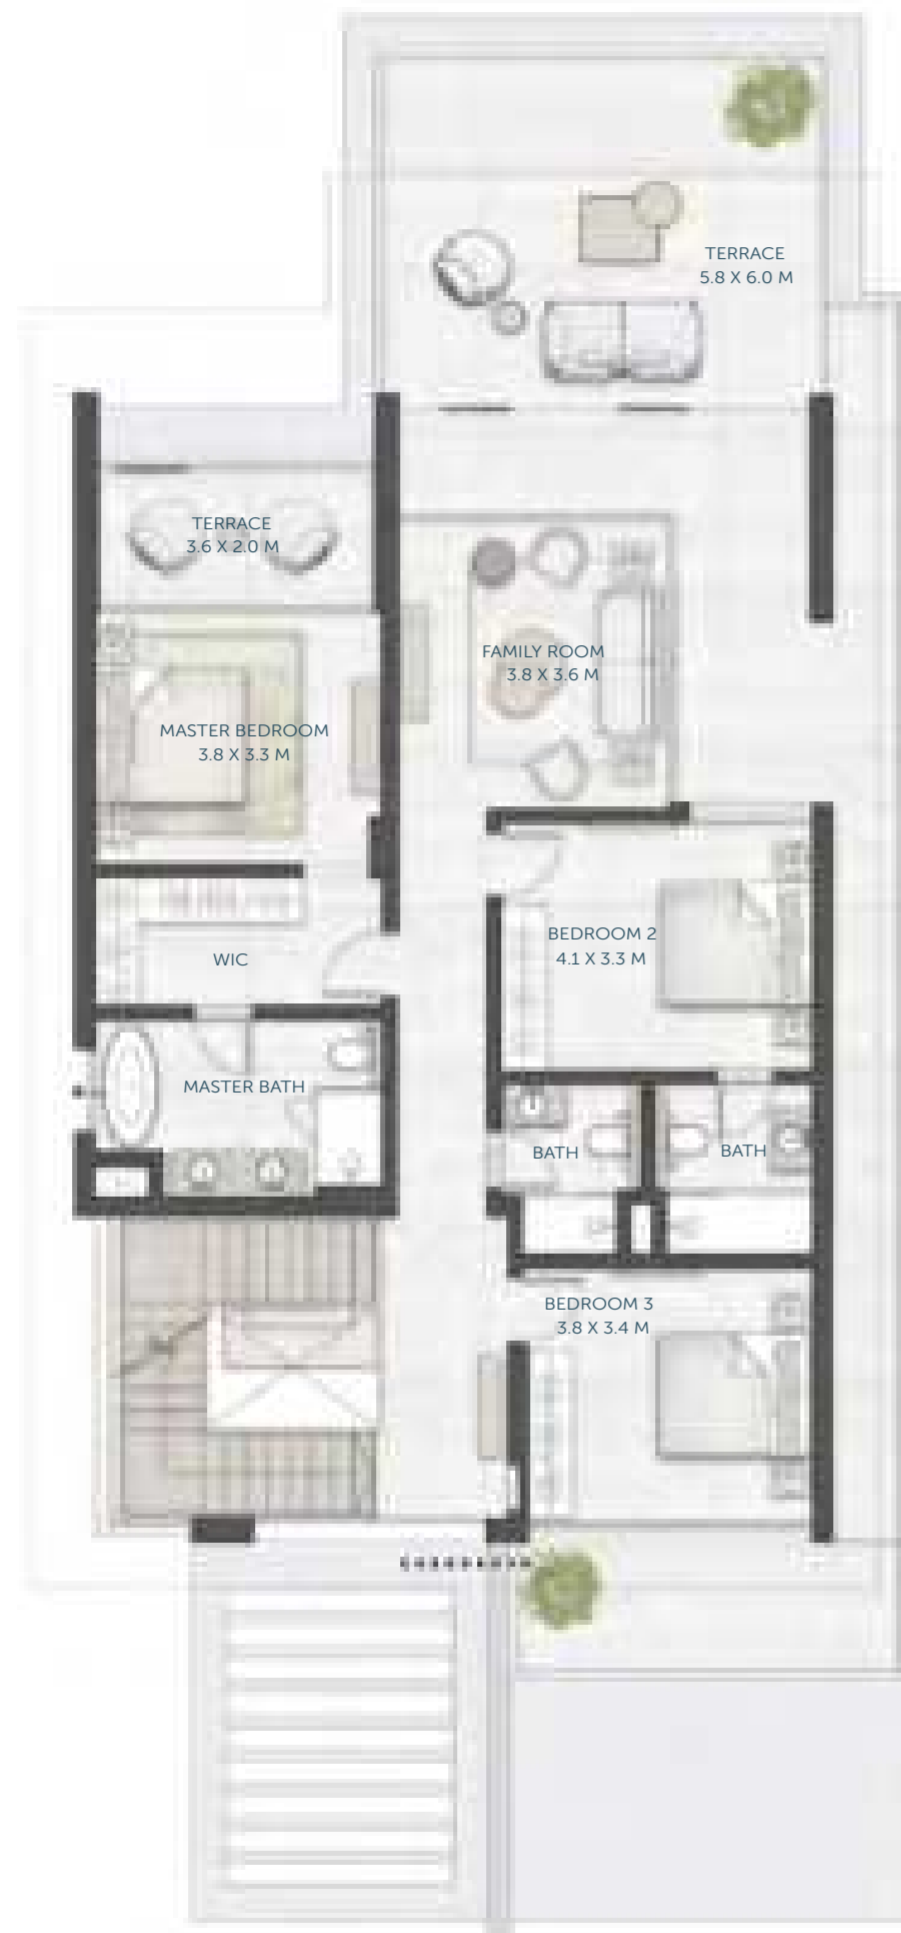 TERRACE
5.8 X 6.0 M
TERRACE
3.6 X 2.0 M
FAMILY ROOM
3.8 X 3.6 M
MASTER BEDROOM
3.8 X 3.3 M
BEDROOM 2
4.1 X 3.3 M
WIC
MASTER BATH
BATH
BATH
BEDROOM 3
3.8 X 3.4 M